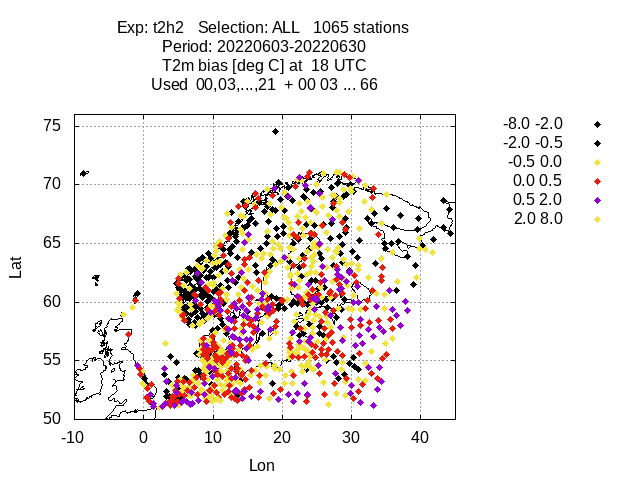 Exp: t2h2 Selection: ALL 1065 stations
Period: 20220603-20220630
T2m bias [deg C] at 18 UTC
Used 00,03,...,21 + 00 03 ... 66
-8.0 -2.0
-2.0 -0.5
-0.5 0.0
0.0 0.5
0.5 2.0
2.0 8.0
75
70
65
60
55
50
Lat
-10 0 10 20 30 40
Lon